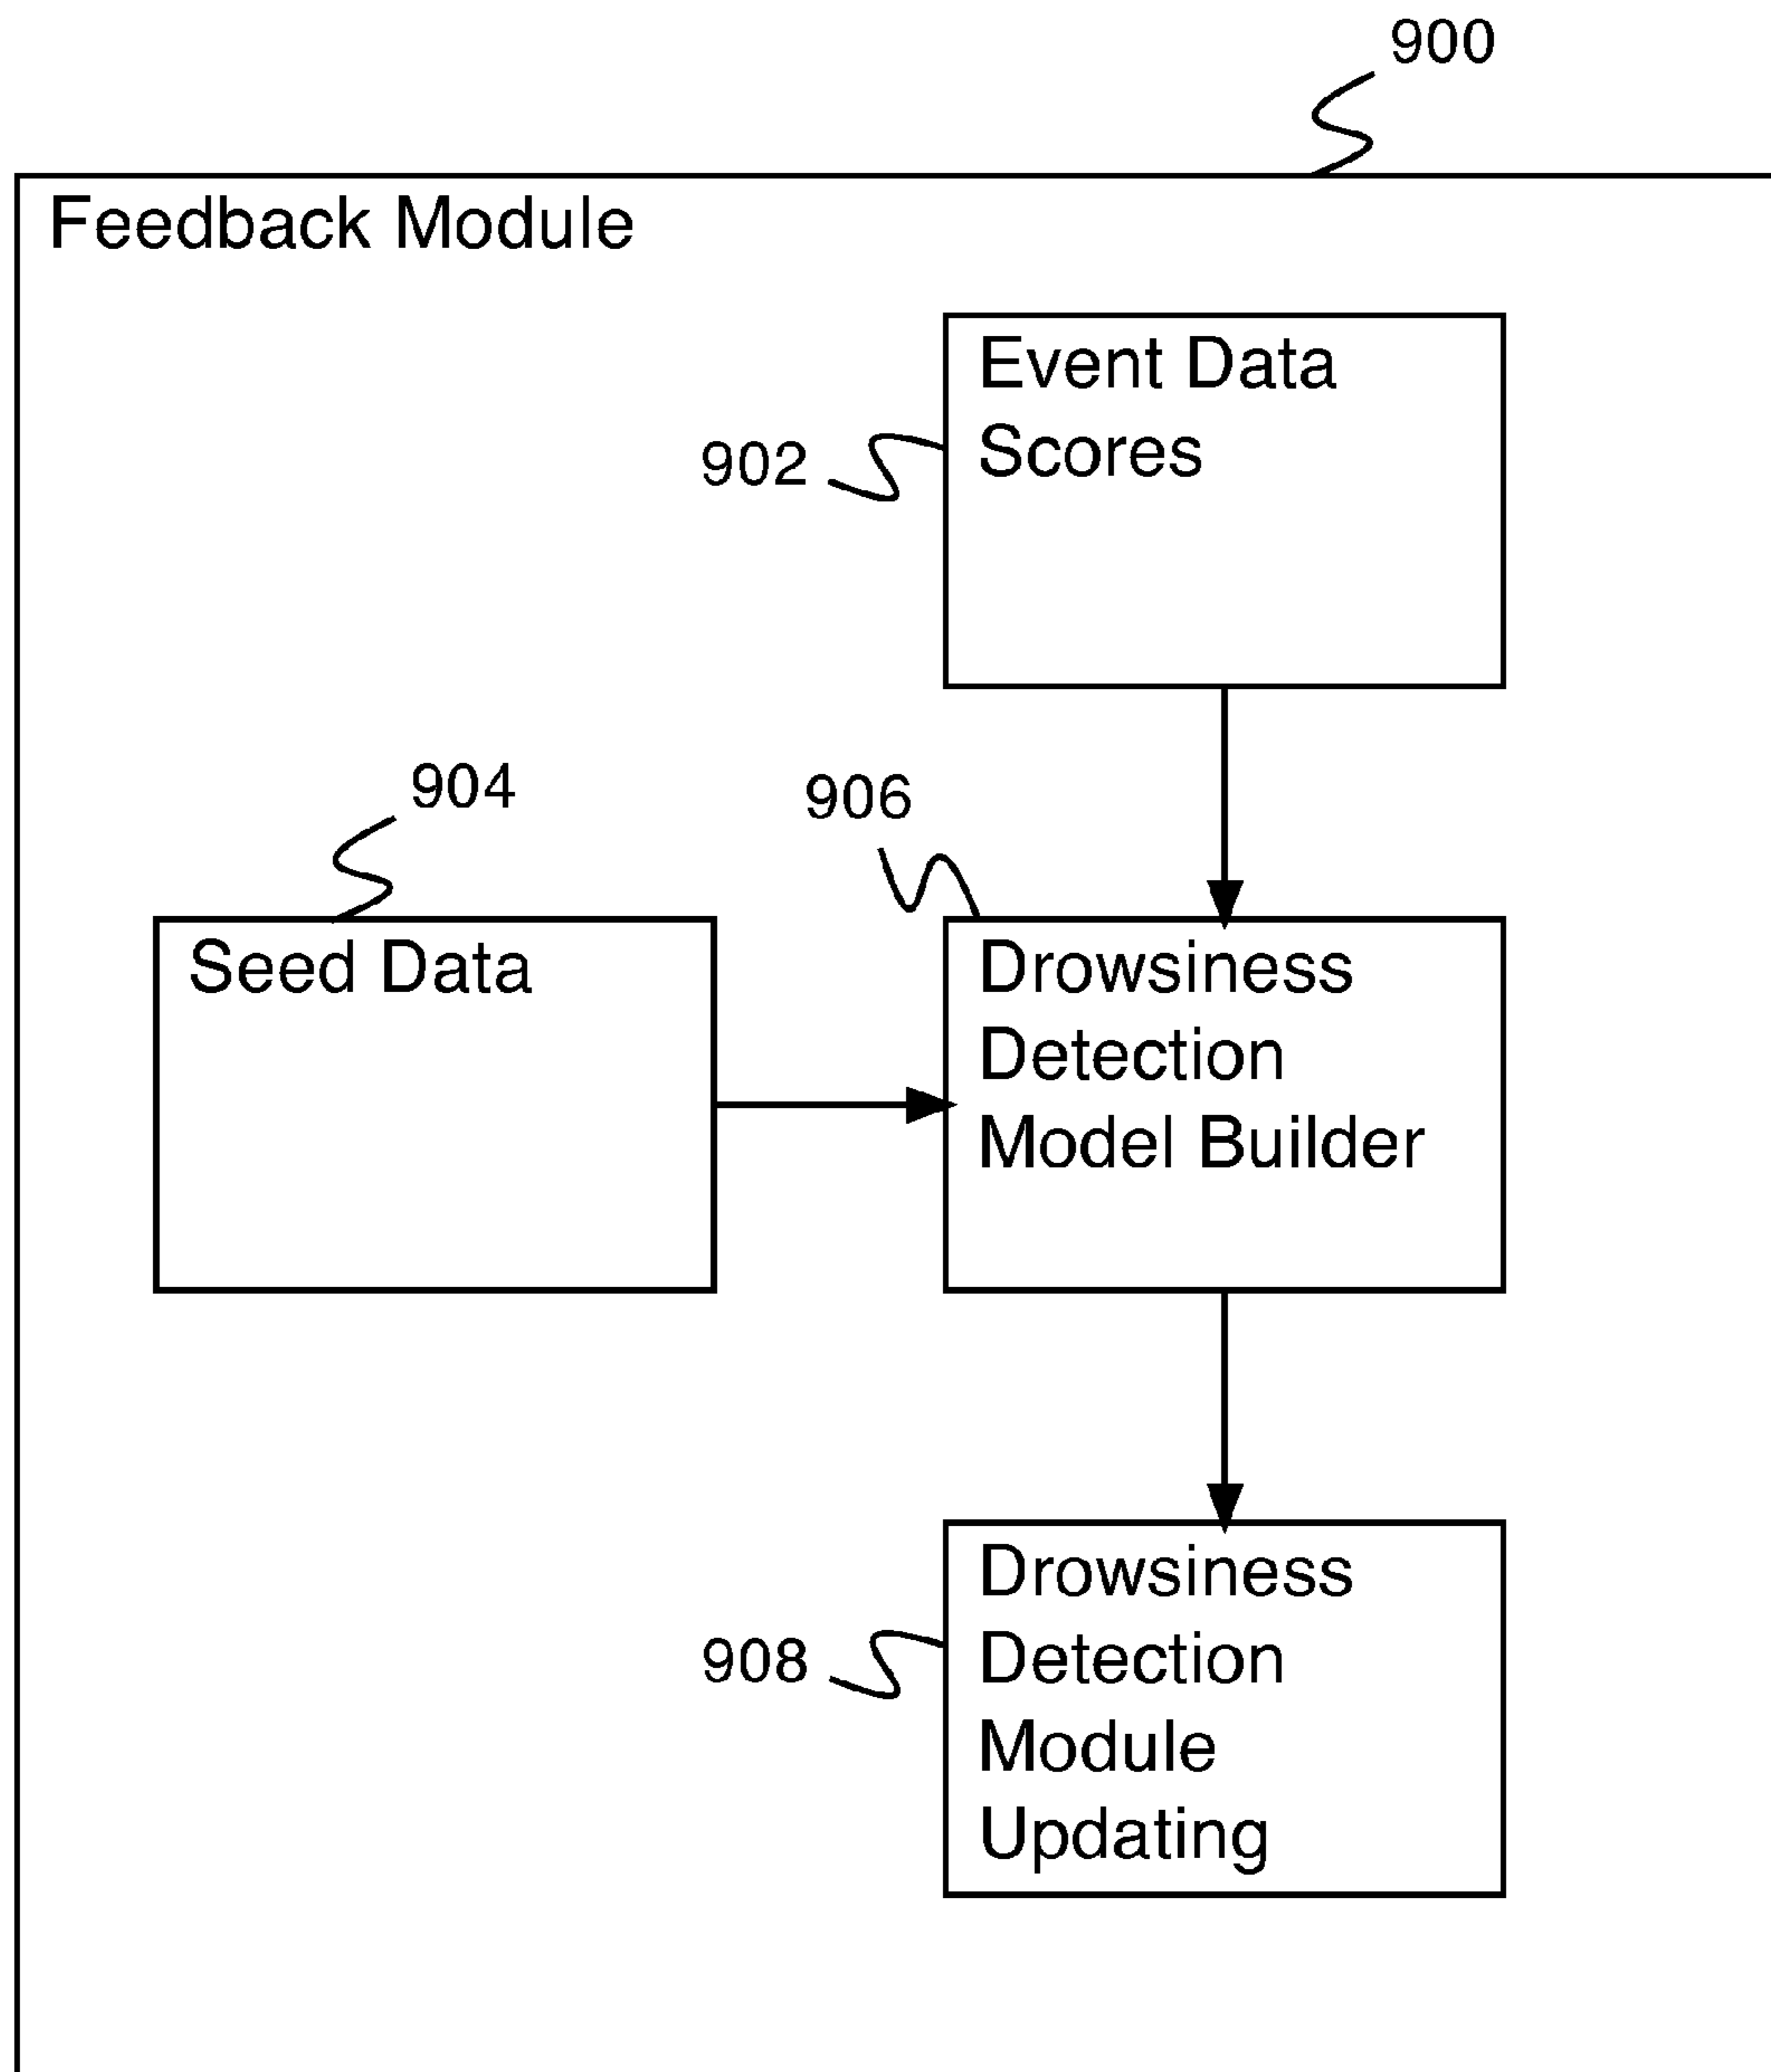 900
Feedback Module
Event Data
Scores
902
904
906
Seed Data
Drowsiness
Detection
Model Builder
Drowsiness
Detection
Module
Updating
908